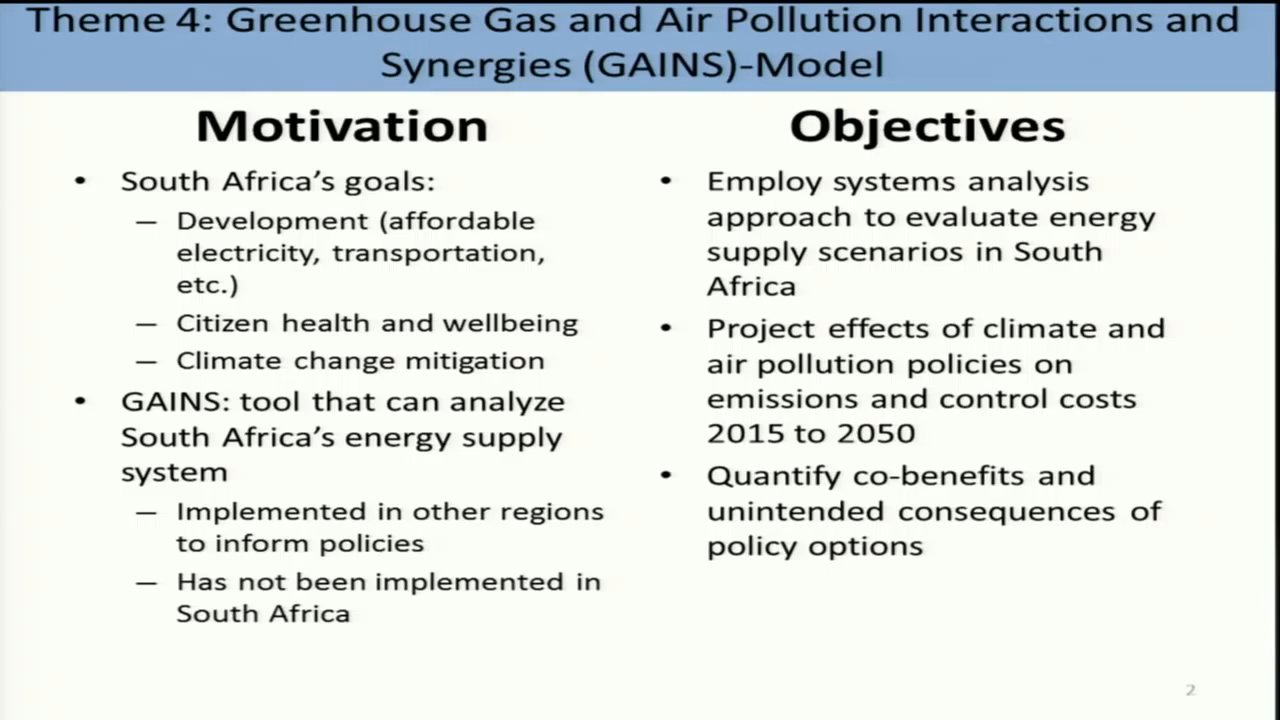 Theme 4: Greenhouse Gas and Air Pollution Interactions and
Synergies (GAINS)-Model
Motivation
• South Africa's goals:
– Development (affordable
electricity, transportation,
etc.)
– Citizen health and wellbeing
– Climate change mitigation
• GAINS: tool that can analyze
South Africa's energy supply
system
– Implemented in other regions
to inform policies
– Has not been implemented in
South Africa
Objectives
• Employ systems analysis
approach to evaluate energy
supply scenarios in South
Africa
• Project effects of climate and
air pollution policies on
emissions and control costs
2015 to 2050
• Quantify co-benefits and
unintended consequences of
policy options
2